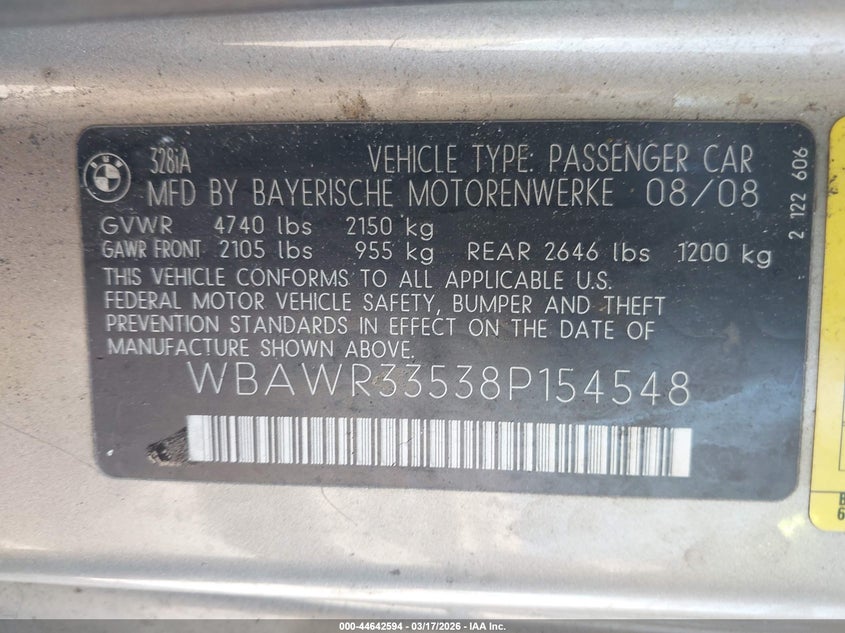 BMW
328iA VEHICLE TYPE: PASSENGER CAR
MFD BY BAYERISCHE MOTORENWERKE 08/08
GVWR 4740 lbs 2150 kg
GAWR FRONT 2105 lbs 955 kg REAR 2646 lbs 1200 kg
THIS VEHICLE CONFORMS TO ALL APPLICABLE U.S.
FEDERAL MOTOR VEHICLE SAFETY, BUMPER AND THEFT
PREVENTION STANDARDS IN EFFECT ON THE DATE OF
MANUFACTURE SHOWN ABOVE.
WBAWR33538P154548
2 122 606
000-44642594 - 03/17/2026 - IAA Inc.